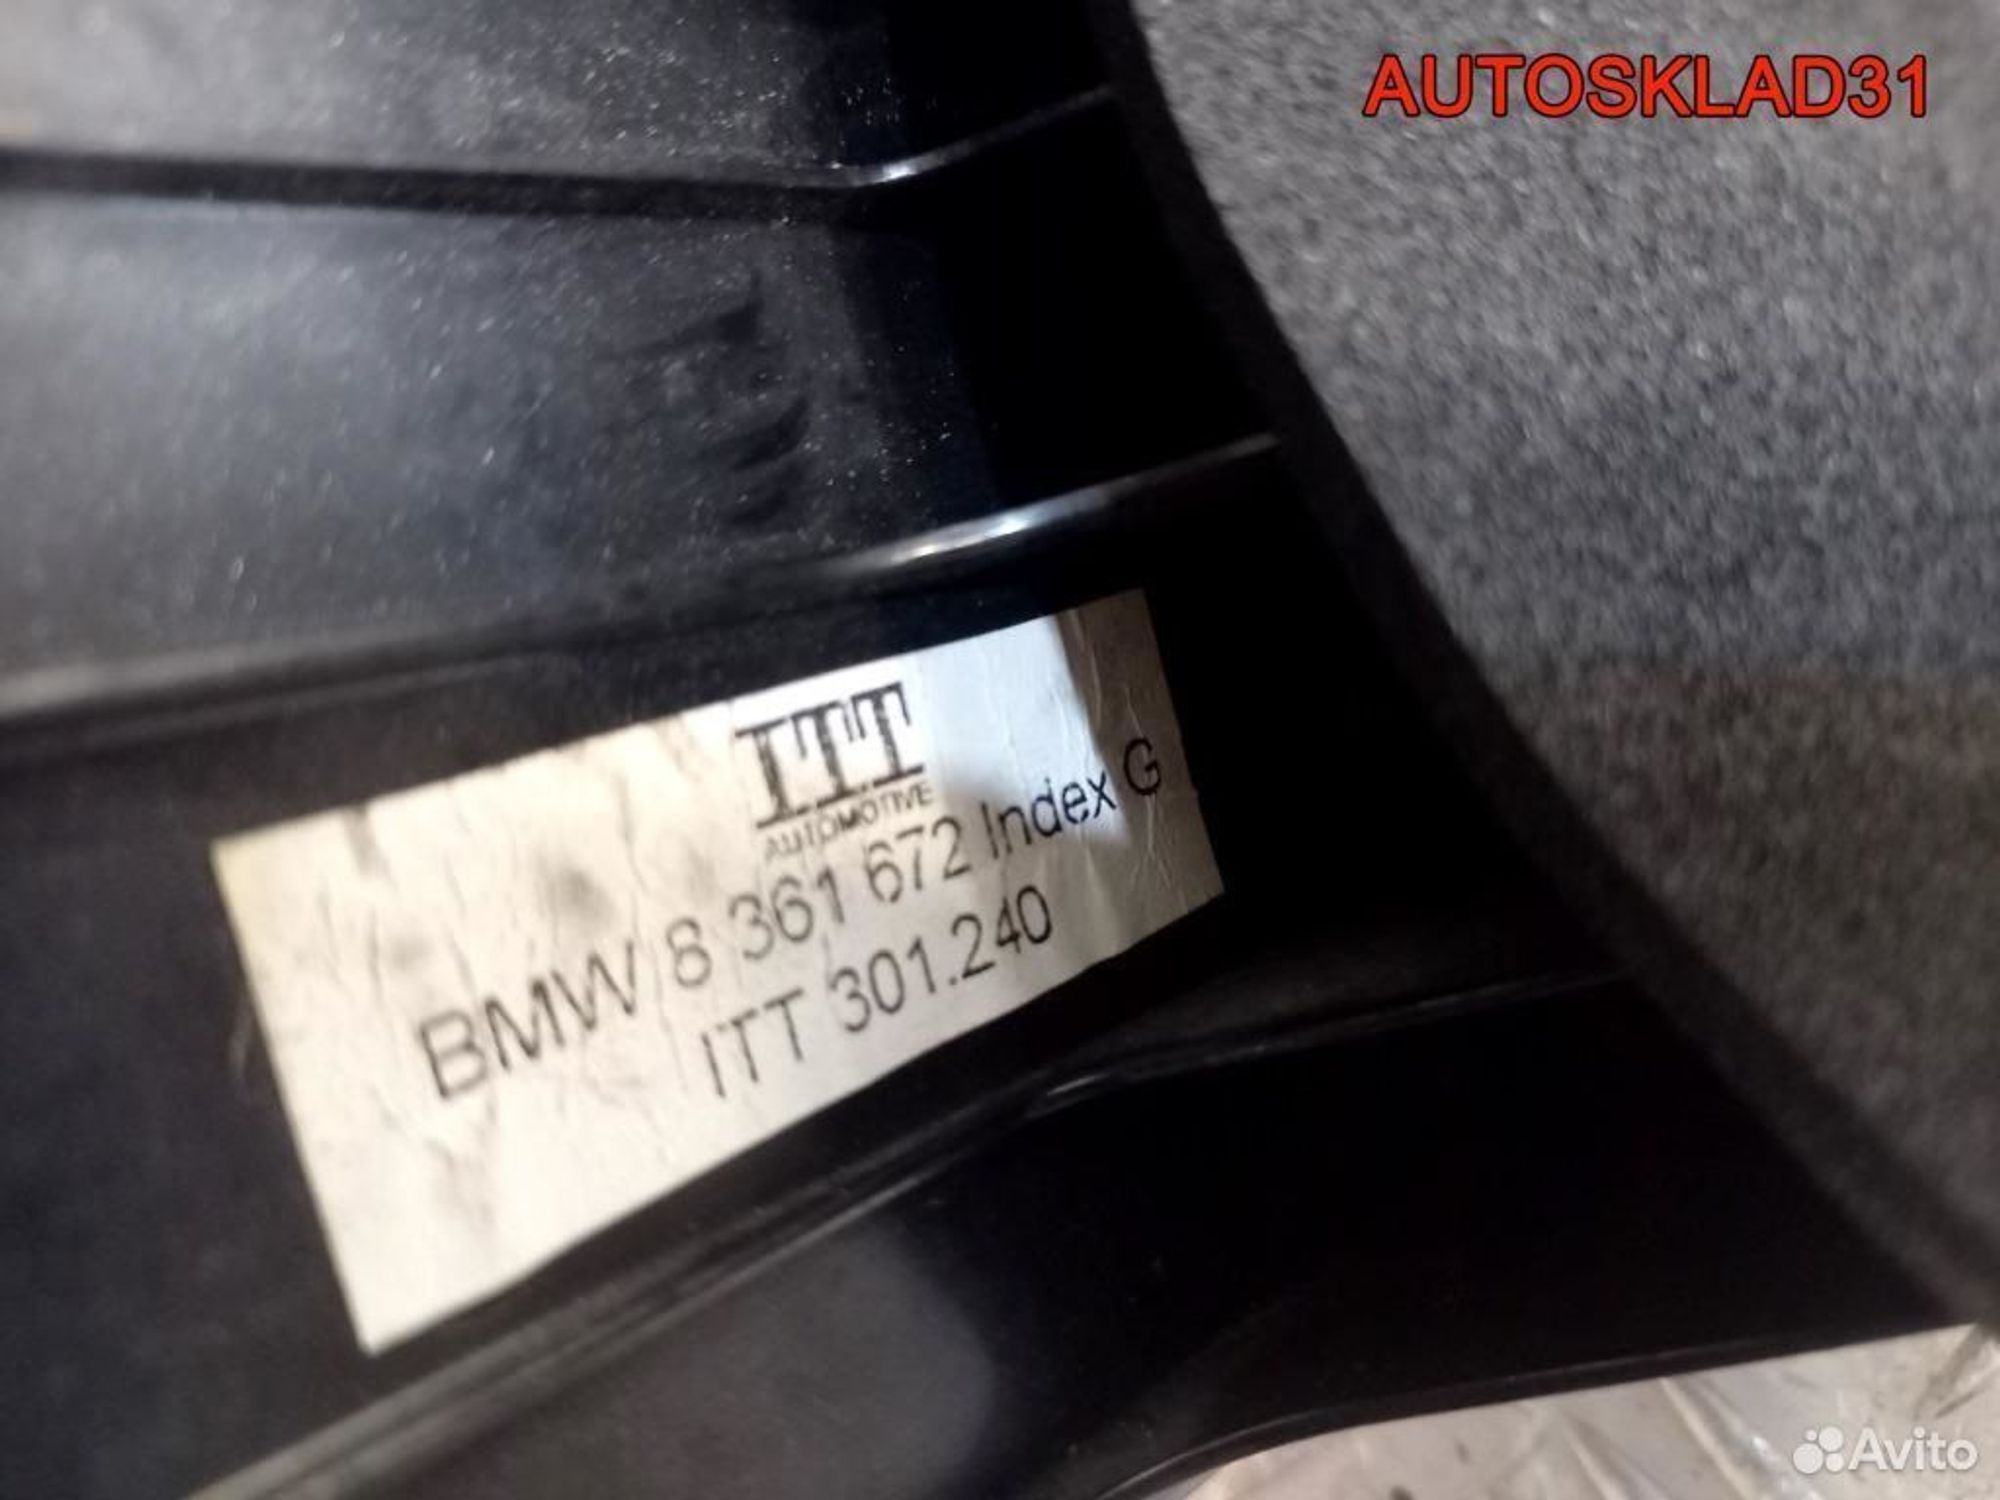 AUTOSKLAD31
ITT
AUTOMOTIVE
BMW 8 361 672 Index G
ITT 301.240
Avito